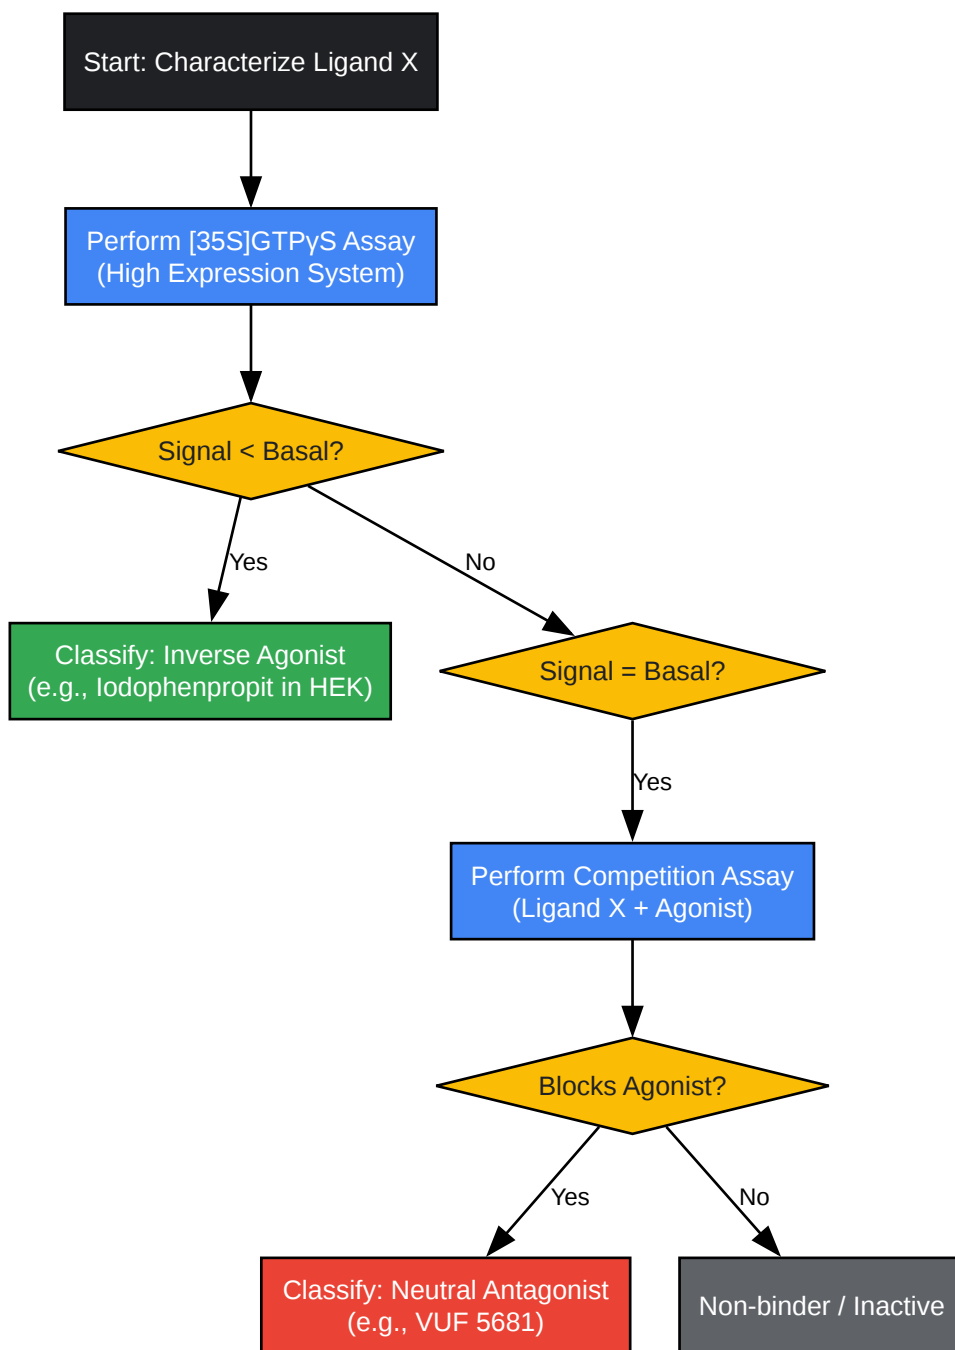 Start: Characterize Ligand X
Perform [35S]GTPγS Assay
(High Expression System)
Signal < Basal?
Yes
No
Classify: Inverse Agonist
(e.g., Iodophenpropit in HEK)
Signal = Basal?
Yes
Perform Competition Assay
(Ligand X + Agonist)
Blocks Agonist?
Yes
No
Classify: Neutral Antagonist
(e.g., VUF 5681)
Non-binder / Inactive